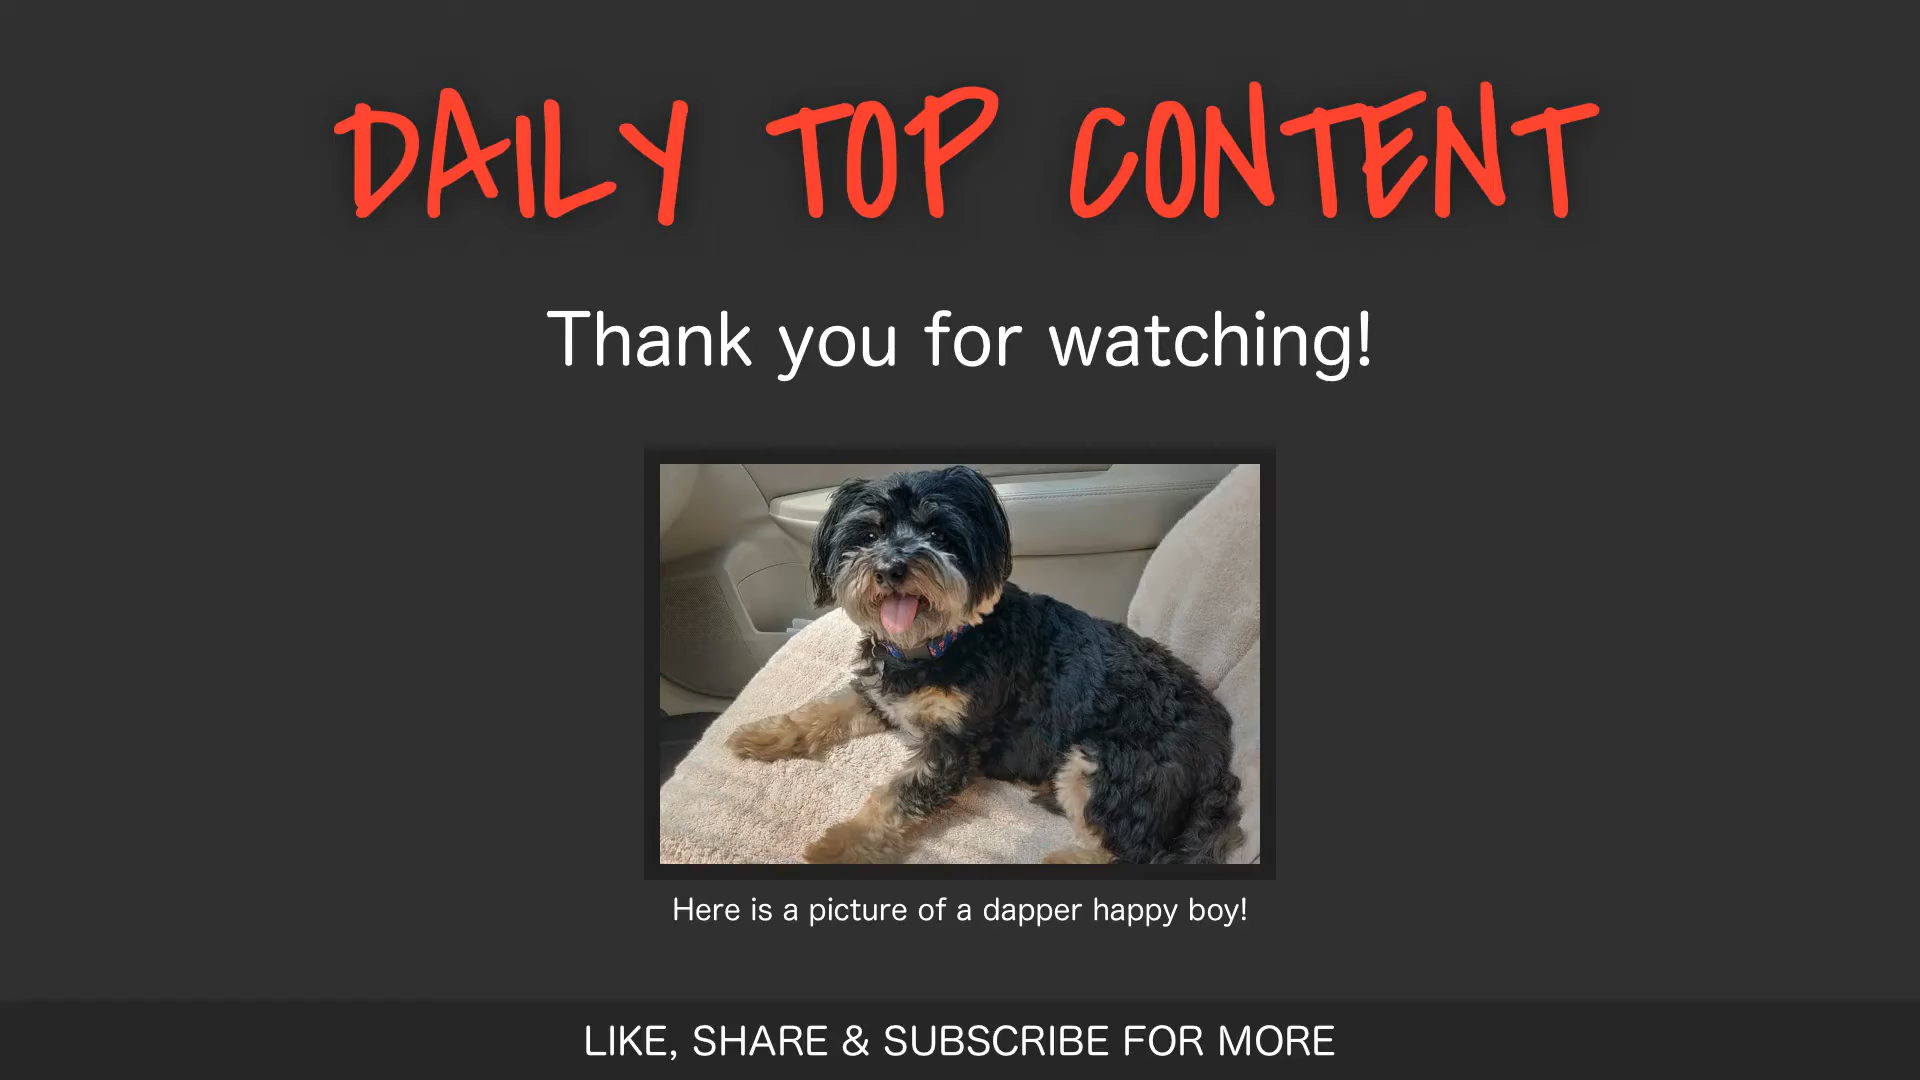 DAILY TOP CONTENT
Thank you for watching!
Here is a picture of a dapper happy boy!
LIKE, SHARE & SUBSCRIBE FOR MORE